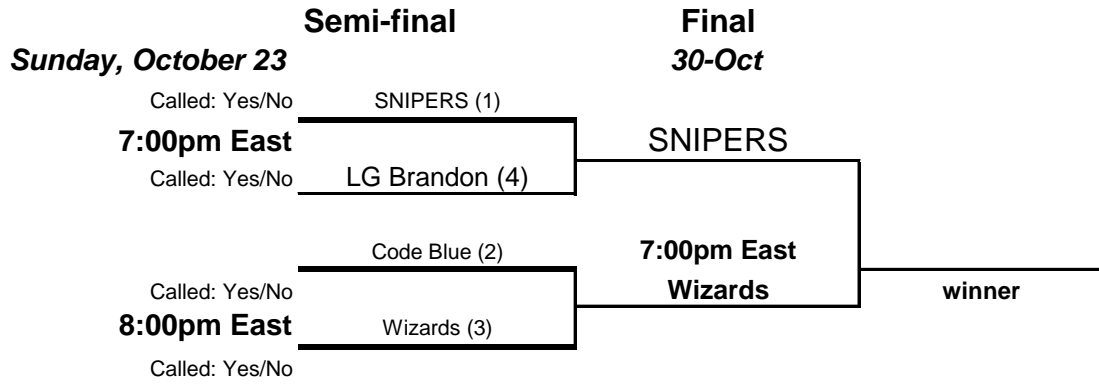 Semi-final Final
Sunday, October 23 30-Oct
Called: Yes/No SNIPERS (1)
7:00pm East SNIPERS
Called: Yes/No LG Brandon (4)
Code Blue (2) 7:00pm East
Called: Yes/No Wizards winner
8:00pm East Wizards (3)
Called: Yes/No